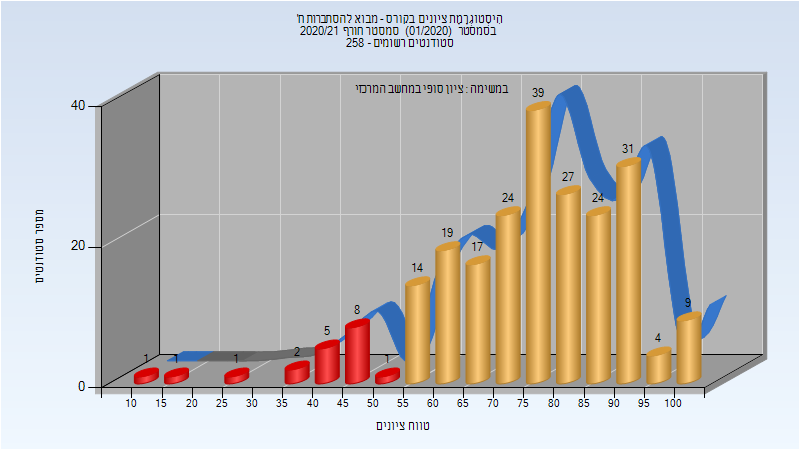 היסטוגרמת ציונים בקורס - מבוא להסתברות ח'
בסמסטר (01/2020) סמסטר חורף 2020/21
סטודנטים רשומים - 258
במשימה : ציון סופי במחשב המרכזי
מספר סטודנטים
40
20
0
1
1
1
2
5
8
1
14
19
17
24
39
27
24
31
4
9
10 15 20 25 30 35 40 45 50 55 60 65 70 75 80 85 90 95 100
טווח ציונים